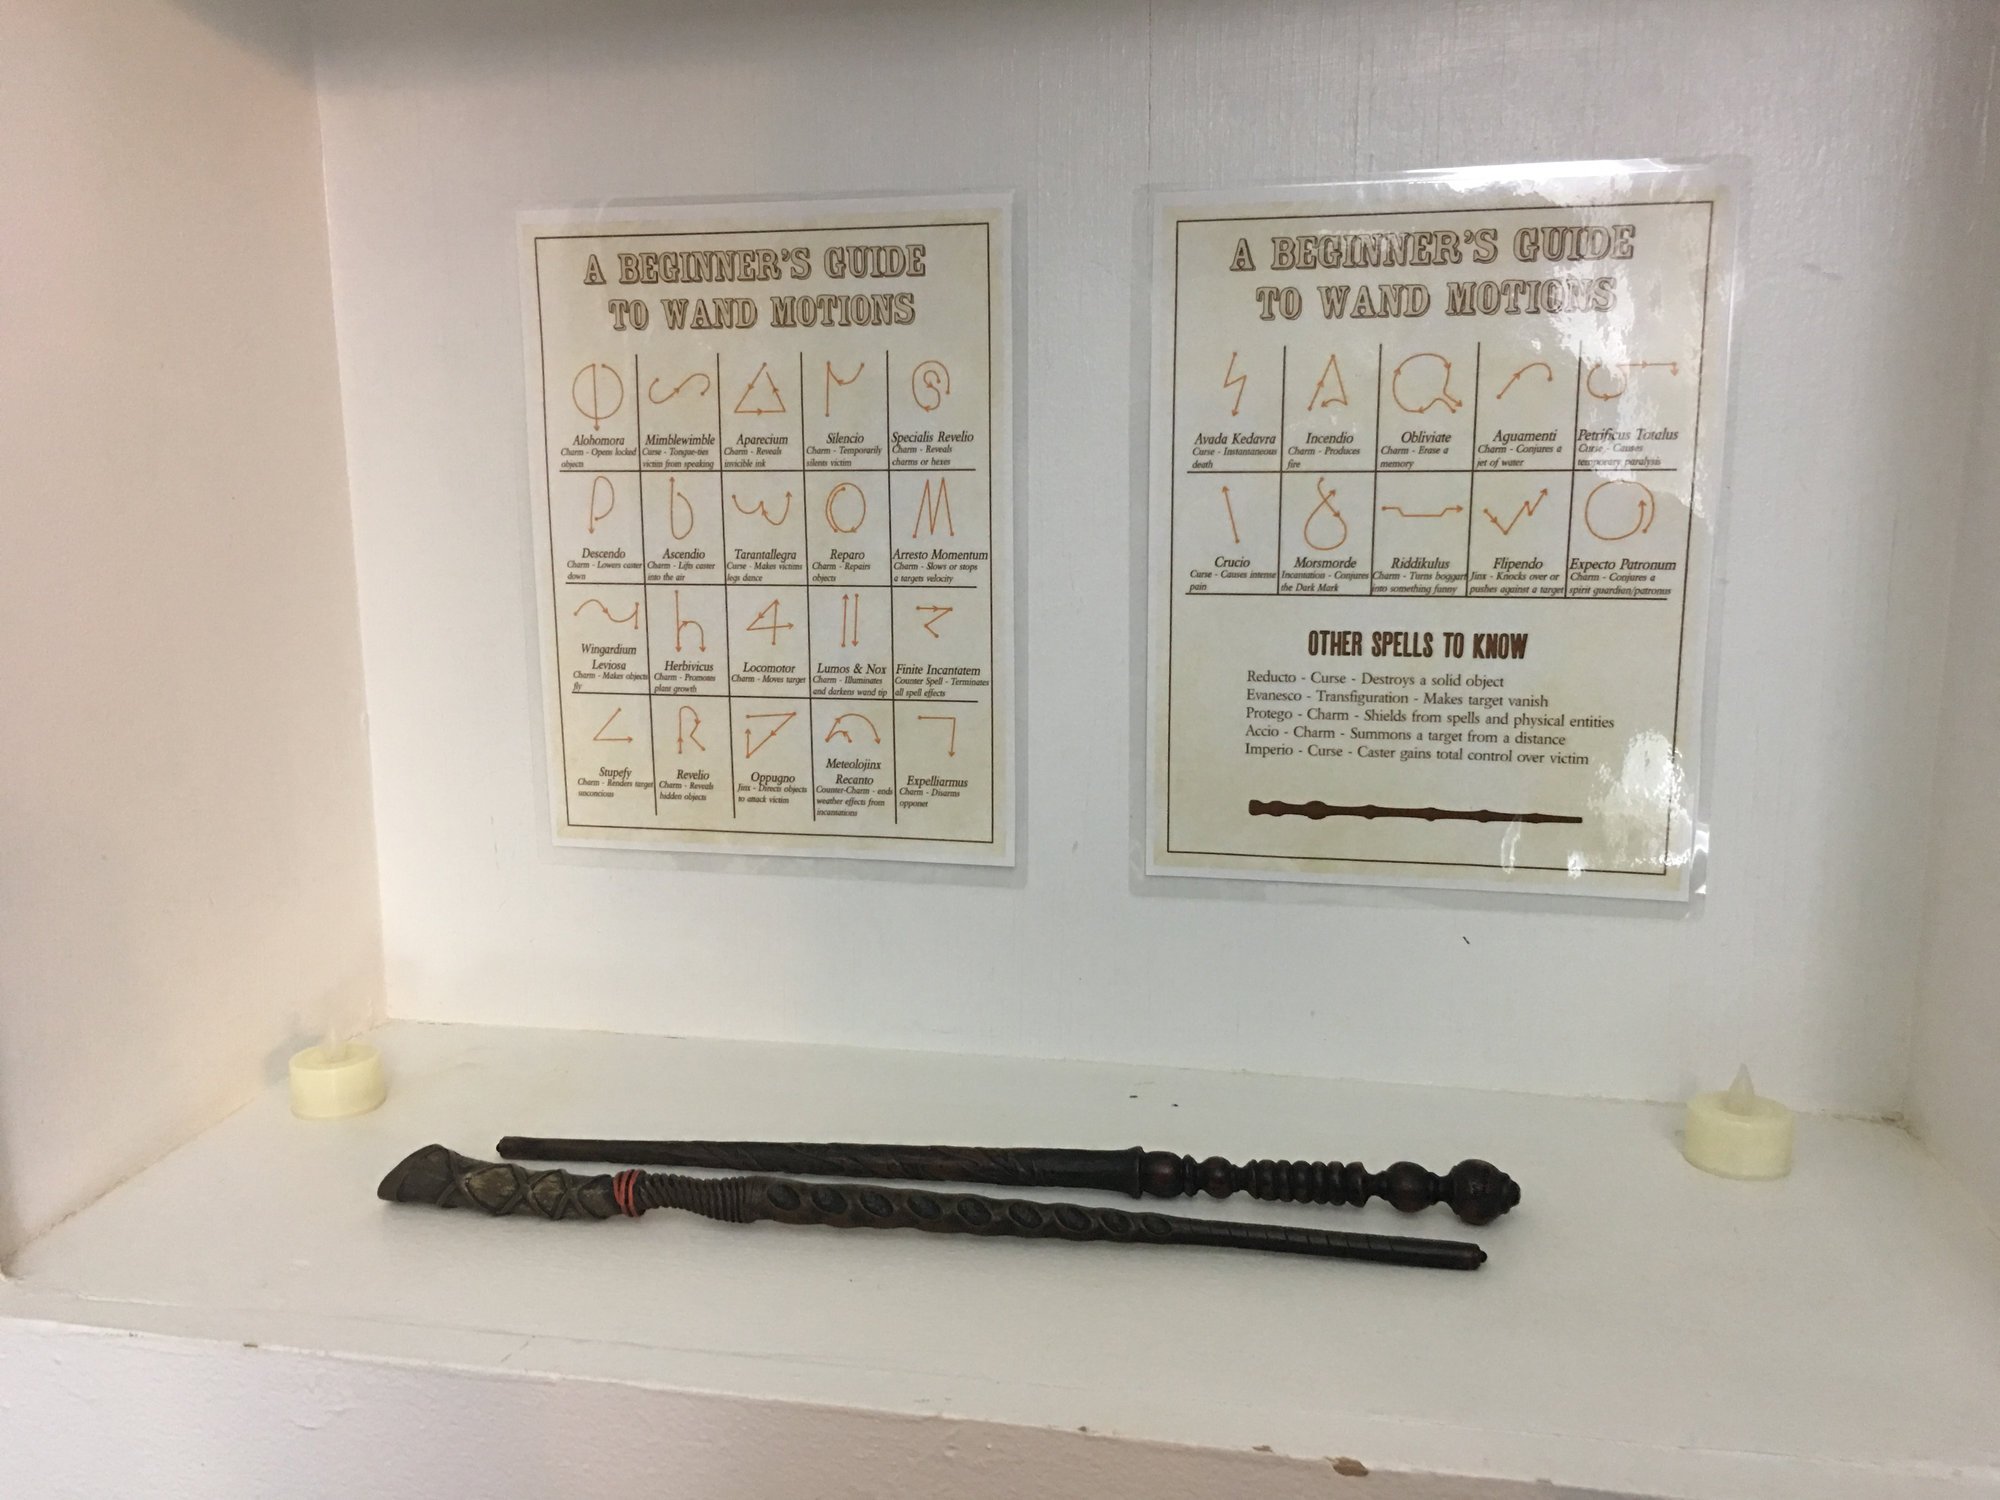 A BEGINNER'S GUIDE
TO WAND MOTIONS
Alohomora
Charm - Opens locked
objects
Mimblewimble
Curse - Tongue-ties
victim from speaking
Aparecium
Charm - Reveals
invicible ink
Silencio
Charm - Temporarily
silents victim
Specialis Revelio
Charm - Reveals
charms or hexes
Descendo
Charm - Lowers caster
down
Ascendio
Charm - Lifts caster
into the air
Tarantallegra
Curse - Makes victims
legs dance
Reparo
Charm - Repairs
objects
Arresto Momentum
Charm - Slows or stops
a targets velocity
Wingardium
Leviosa
Charm - Makes objects
fly
Herbivicus
Charm - Promotes
plant growth
Locomotor
Charm - Moves target
Lumos & Nox
Charm - Illuminates
and darkens wand tip
Finite Incantatem
Counter Spell - Terminates
all spell effects
Stupefy
Charm - Renders target
unconcious
Revelio
Charm - Reveals
hidden objects
Oppugno
Jinx - Directs objects
to attack victim
Meteolojinx
Recanto
Counter-Charm - ends
weather effects from
incantations
Expelliarmus
Charm - Disarms
opponet
A BEGINNER'S GUIDE
TO WAND MOTIONS
Avada Kedavra
Curse - Instantaneous
death
Incendio
Charm - Produces
fire
Obliviate
Charm - Erase a
memory
Aguamenti
Charm - Conjures a
jet of water
Petrificus Totalus
Curse - Causes
temporary paralysis
Crucio
Curse - Causes intense
pain
Morsmorde
Incantation - Conjures
the Dark Mark
Riddikulus
Charm - Turns boggart
into something funny
Flipendo
Jinx - Knocks over or
pushes against a target
Expecto Patronum
Charm - Conjures a
spirit guardian/patronus
OTHER SPELLS TO KNOW
Reducto - Curse - Destroys a solid object
Evanesco - Transfiguration - Makes target vanish
Protego - Charm - Shields from spells and physical entities
Accio - Charm - Summons a target from a distance
Imperio - Curse - Caster gains total control over victim